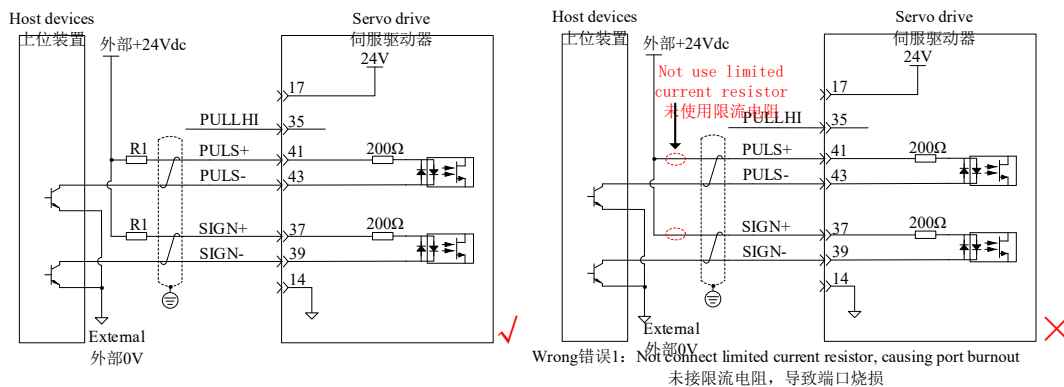 Host devices
上位装置
外部+24Vdc
Servo drive
伺服驱动器
24V
17
PULLHI
35
R1
PULS+
41
200Ω
PULS-
43
R1
SIGN+
37
200Ω
SIGN-
39
14
External
外部0V
Host devices
上位装置
外部+24Vdc
Servo drive
伺服驱动器
24V
Not use limited
current resistor
未使用限流电阻
17
PULLHI
35
PULS+
41
200Ω
PULS-
43
SIGN+
37
200Ω
SIGN-
39
14
External
外部0V
Wrong错误1: Not connect limited current resistor, causing port burnout
未接限流电阻，导致端口烧损